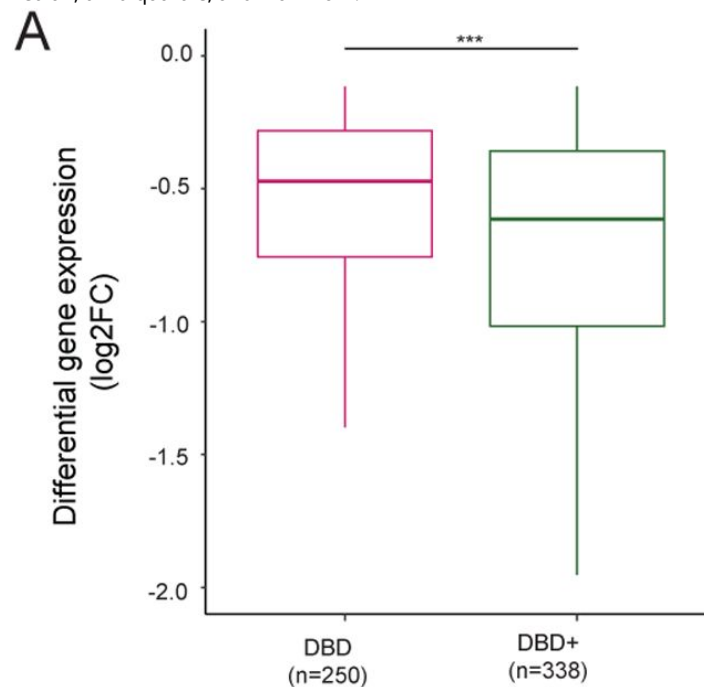 A
***
0.0
-0.5
-1.0
-1.5
-2.0
Differential gene expression
(log2FC)
DBD
(n=250)
DBD+
(n=338)